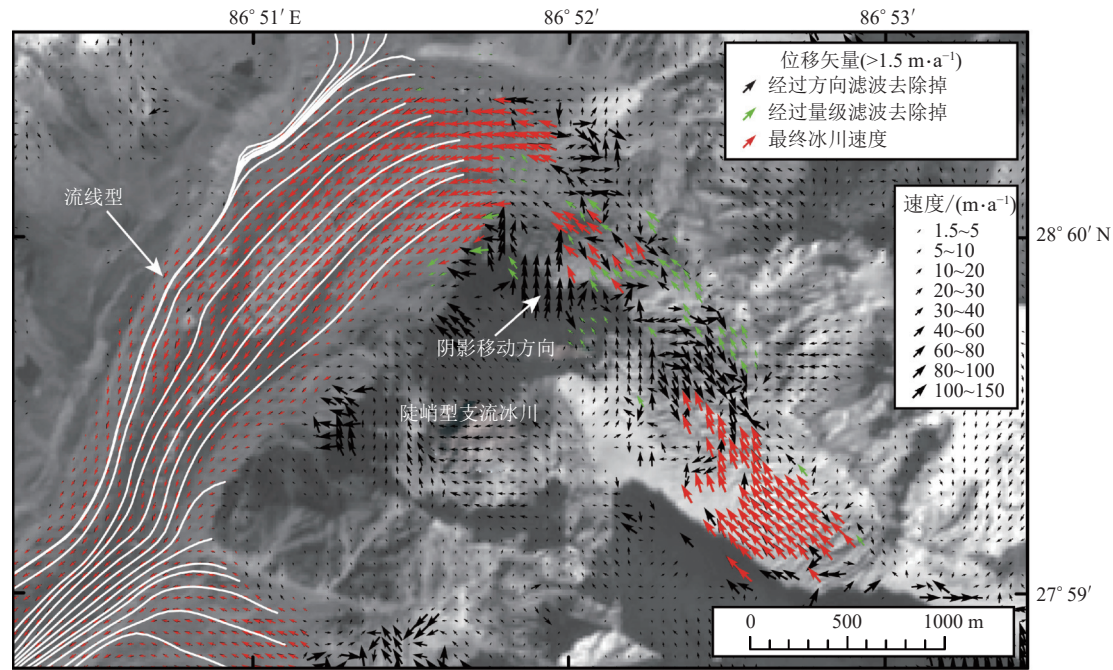 86° 51′ E
86° 52′
86° 53′
位移矢量(>1.5 m·a⁻¹)
经过方向滤波去除掉
经过量级滤波去除掉
最终冰川速度
流线型
速度/(m·a⁻¹)
1.5~5
5~10
10~20
20~30
30~40
40~60
60~80
80~100
100~150
28° 60′ N
阴影移动方向
陡峭型支流冰川
27° 59′
0 500 1000 m